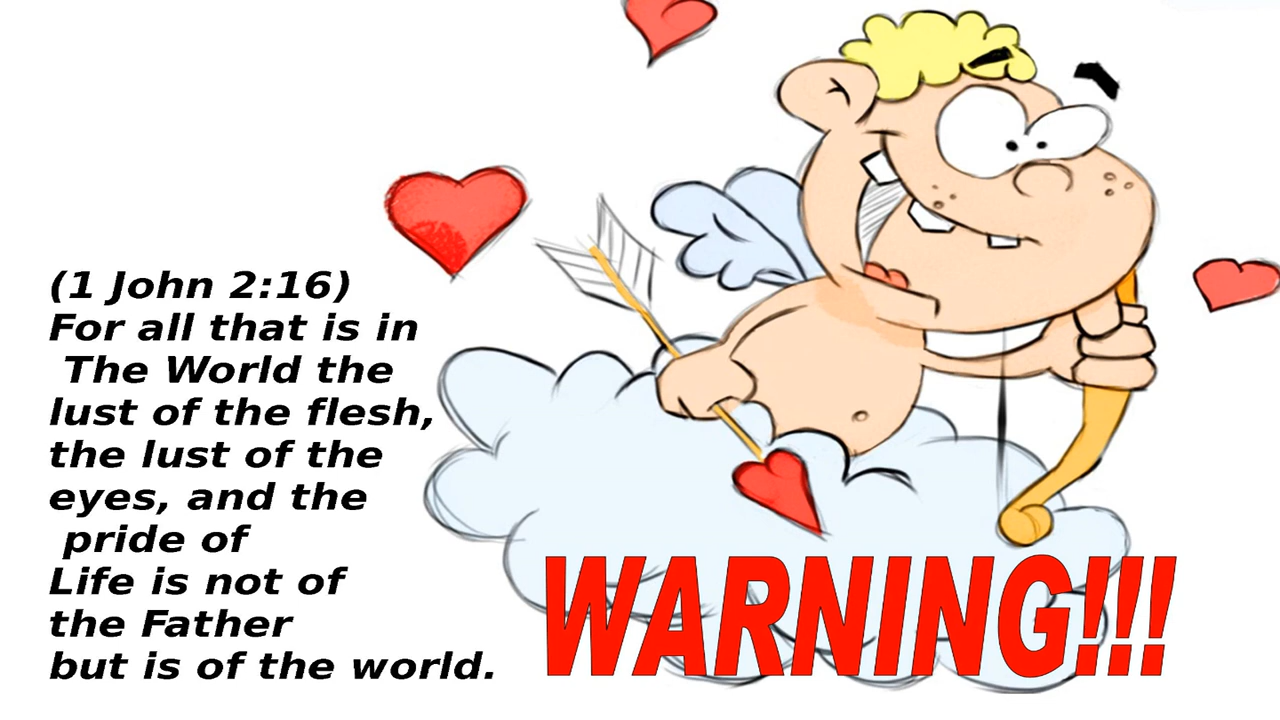 (1 John 2:16)
For all that is in
The World the
lust of the flesh,
the lust of the
eyes, and the
pride of
Life is not of
the Father
but is of the world.
WARNING!!!